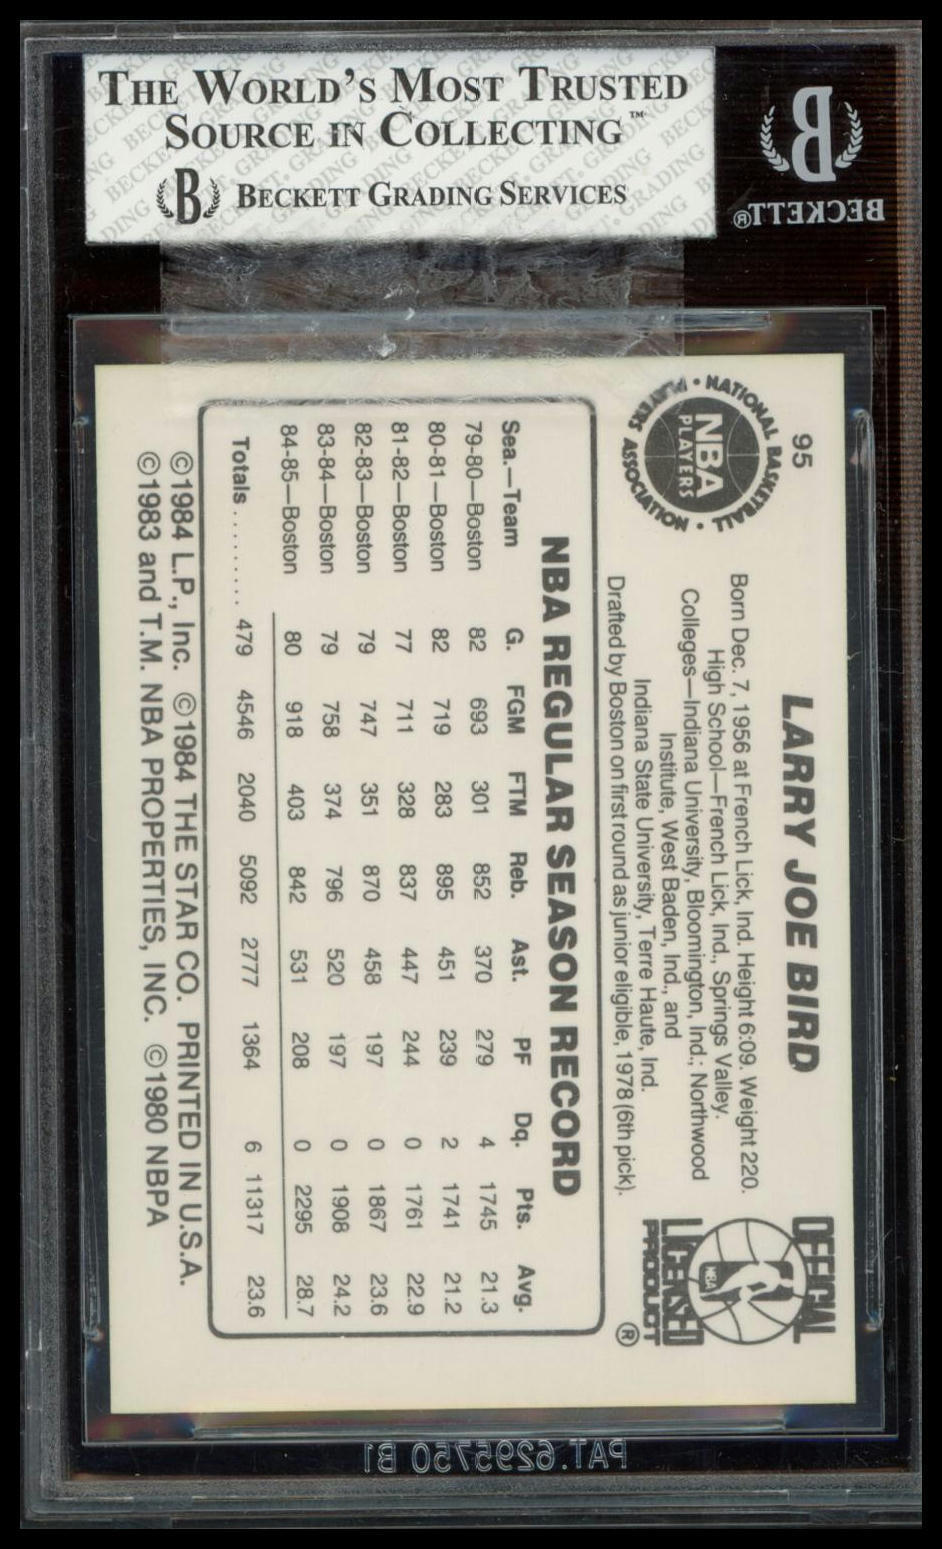 THE WORLD'S MOST TRUSTED
SOURCE IN COLLECTING™
B BECKETT GRADING SERVICES
B
BECKETT®
95
NATIONAL BASKETBALL PLAYERS ASSOCIATION
NBA
PLAYERS
LARRY JOE BIRD
Born Dec. 7, 1956 at French Lick, Ind. Height 6:09. Weight 220.
High School—French Lick, Ind., Springs Valley.
Colleges—Indiana University, Bloomington, Ind.; Northwood
Institute, West Baden, Ind., and
Indiana State University, Terre Haute, Ind.
Drafted by Boston on first round as junior eligible, 1978 (6th pick).
OFFICIAL
NBA
LICENSED
PRODUCT
®
NBA REGULAR SEASON RECORD
Sea.—Team G. FGM FTM Reb. Ast. PF Dq. Pts. Avg.
79-80—Boston 82 693 301 852 370 279 4 1745 21.3
80-81—Boston 82 719 283 895 451 239 2 1741 21.2
81-82—Boston 77 711 328 837 447 244 0 1761 22.9
82-83—Boston 79 747 351 870 458 197 0 1867 23.6
83-84—Boston 79 758 374 796 520 197 0 1908 24.2
84-85—Boston 80 918 403 842 531 208 0 2295 28.7
Totals ........ 479 4546 2040 5092 2777 1364 6 11317 23.6
©1984 L.P., Inc. ©1984 THE STAR CO. PRINTED IN U.S.A.
©1983 and T.M. NBA PROPERTIES, INC. ©1980 NBPA
PAT.6295750 B1